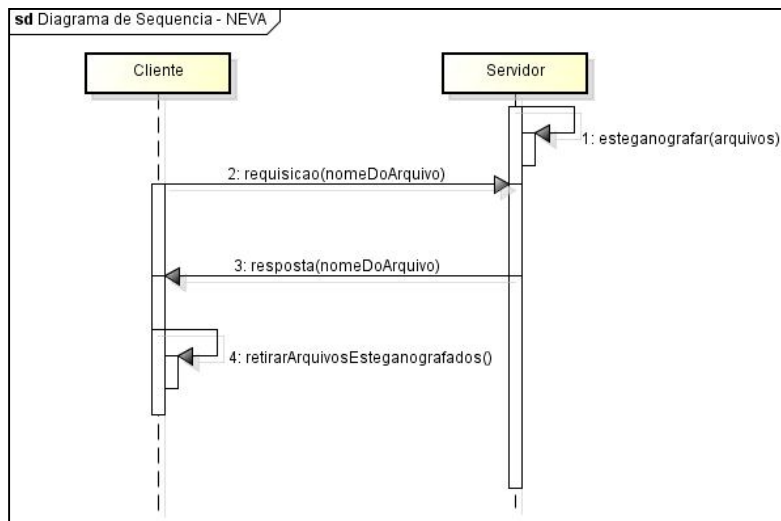 sd Diagrama de Sequencia - NEVA
Cliente
Servidor
1: esteganografar(arquivos)
2: requisicao(nomeDoArquivo)
3: resposta(nomeDoArquivo)
4: retirarArquivosEsteganografados()